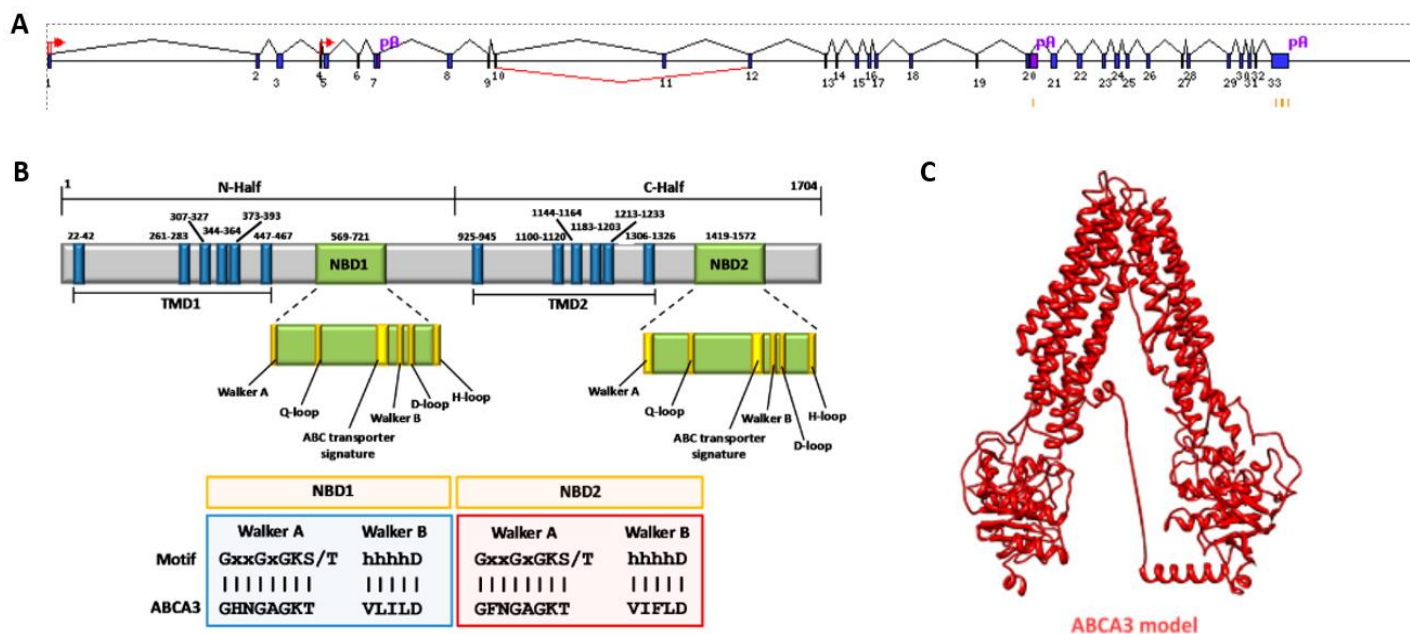 A
pA
pA
pA
1
2
3
4
5
6
7
8
9
10
11
12
13
14
15
16
17
18
19
20
21
22
23
24
25
26
27
28
29
31
32
33
B
1
N-Half
C-Half
1704
307-327
373-393
1144-1164
1213-1233
344-364
1183-1203
22-42
261-283
447-467
569-721
925-945
1100-1120
1306-1326
1419-1572
NBD1
NBD2
TMD1
TMD2
Walker A
Q-loop
ABC transporter
signature
Walker B
D-loop
H-loop
Walker A
Q-loop
ABC transporter
signature
Walker B
D-loop
H-loop
NBD1
NBD2
Walker A
Walker B
Walker A
Walker B
Motif
GxxGxGKS/T
hhhhD
GxxGxGKS/T
hhhhD
ABCA3
GHNGAGKT
VLILD
GFNGAGKT
VIFLD
C
ABCA3 model